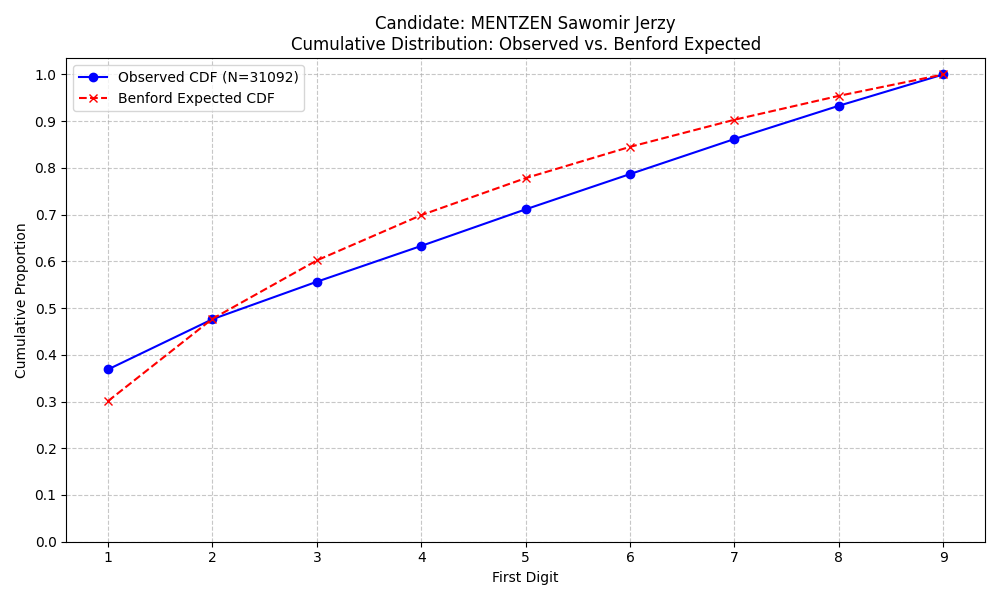 Candidate: MENTZEN Sawomir Jerzy
Cumulative Distribution: Observed vs. Benford Expected
Observed CDF (N=31092)
Benford Expected CDF
Cumulative Proportion
1.0
0.9
0.8
0.7
0.6
0.5
0.4
0.3
0.2
0.1
0.0
1 2 3 4 5 6 7 8 9
First Digit